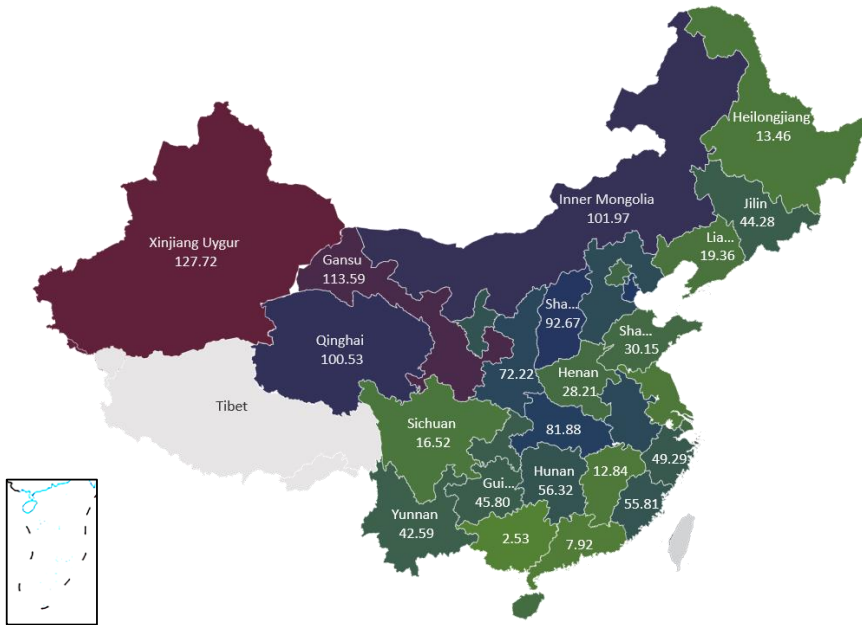 Heilongjiang
13.46
Inner Mongolia
101.97
Jilin
44.28
Lia...
19.36
Xinjiang Uygur
127.72
Gansu
113.59
Sha...
92.67
Sha...
30.15
Qinghai
100.53
72.22
Henan
28.21
Tibet
Sichuan
16.52
81.88
49.29
Hunan
56.32
12.84
Gui...
45.80
55.81
Yunnan
42.59
2.53
7.92